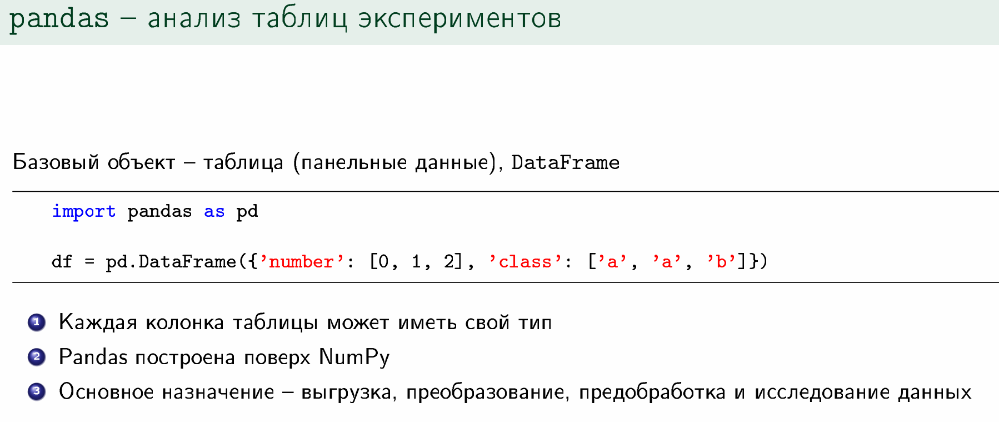 pandas – анализ таблиц экспериментов
Базовый объект – таблица (панельные данные), DataFrame
import pandas as pd
df = pd.DataFrame({’number’: [0, 1, 2], ’class’: [’a’, ’a’, ’b’]})
1 Каждая колонка таблицы может иметь свой тип
2 Pandas построена поверх NumPy
3 Основное назначение – выгрузка, преобразование, предобработка и исследование данных